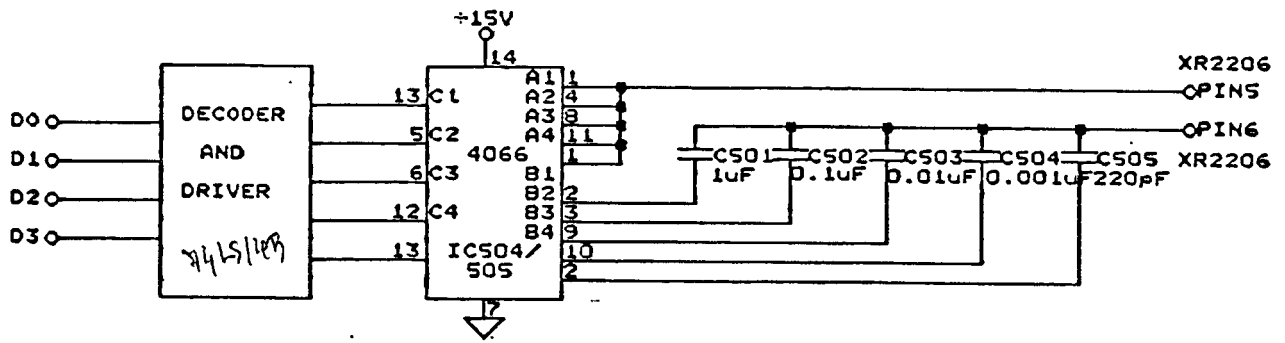 ÷15V
14
XR2206
PIN5
PIN6
XR2206
D0
D1
D2
D3
DECODER
AND
DRIVER
13 C1
5 C2
6 C3
12 C4
13
4066
IC504/
505
A1 1
A2 4
A3 8
A4 11
1
B1
B2 2
B3 3
B4 9
10
2
7
C501
1uF
C502
0.1uF
C503
0.01uF
C504
0.001uF
C505
220pF